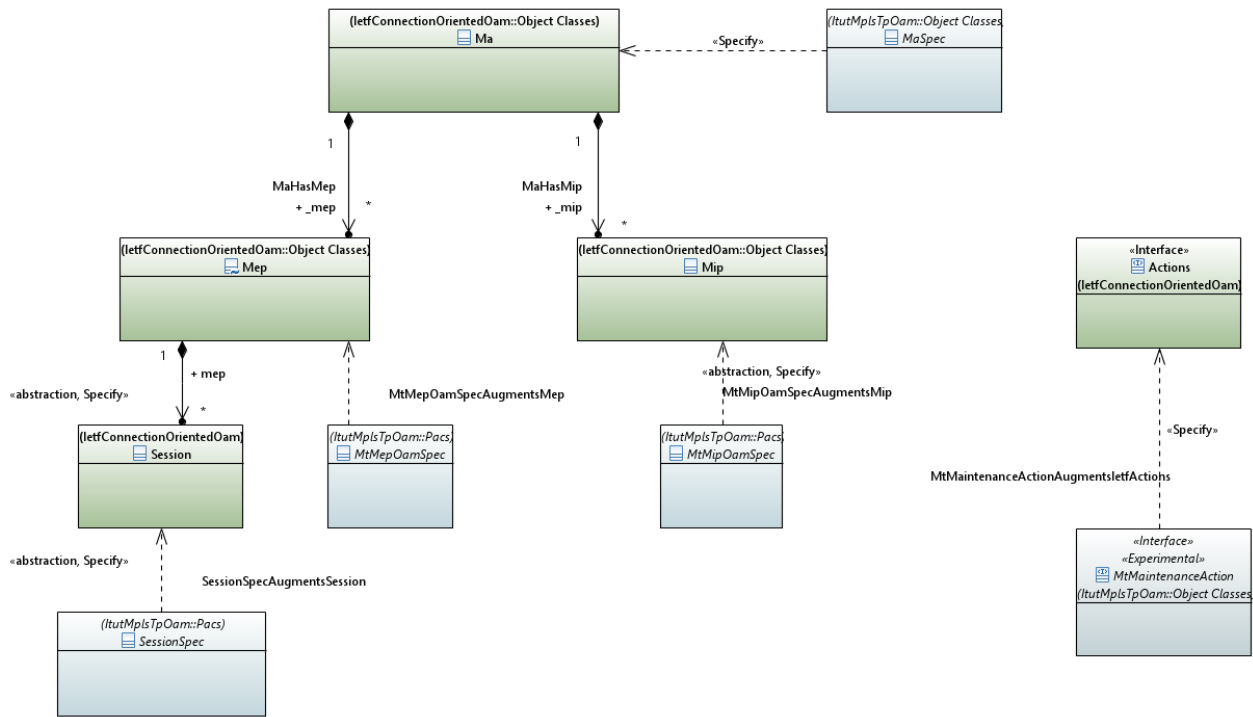 (IetfConnectionOrientedOam::Object Classes)
Ma
(ItutMplsTpOam::Object Classes)
MaSpec
«Specify»
1
1
MaHasMep
+ _mep
*
MaHasMip
+ _mip
*
(IetfConnectionOrientedOam::Object Classes)
Mep
(IetfConnectionOrientedOam::Object Classes)
Mip
«Interface»
Actions
(IetfConnectionOrientedOam)
1
+ mep
*
«abstraction, Specify»
MtMepOamSpecAugmentsMep
«abstraction, Specify»
MtMipOamSpecAugmentsMip
(IetfConnectionOrientedOam)
Session
(ItutMplsTpOam::Pacs)
MtMepOamSpec
(ItutMplsTpOam::Pacs)
MtMipOamSpec
«Specify»
MtMaintenanceActionAugmentsIetfActions
«abstraction, Specify»
SessionSpecAugmentsSession
«Interface»
«Experimental»
MtMaintenanceAction
(ItutMplsTpOam::Object Classes)
(ItutMplsTpOam::Pacs)
SessionSpec